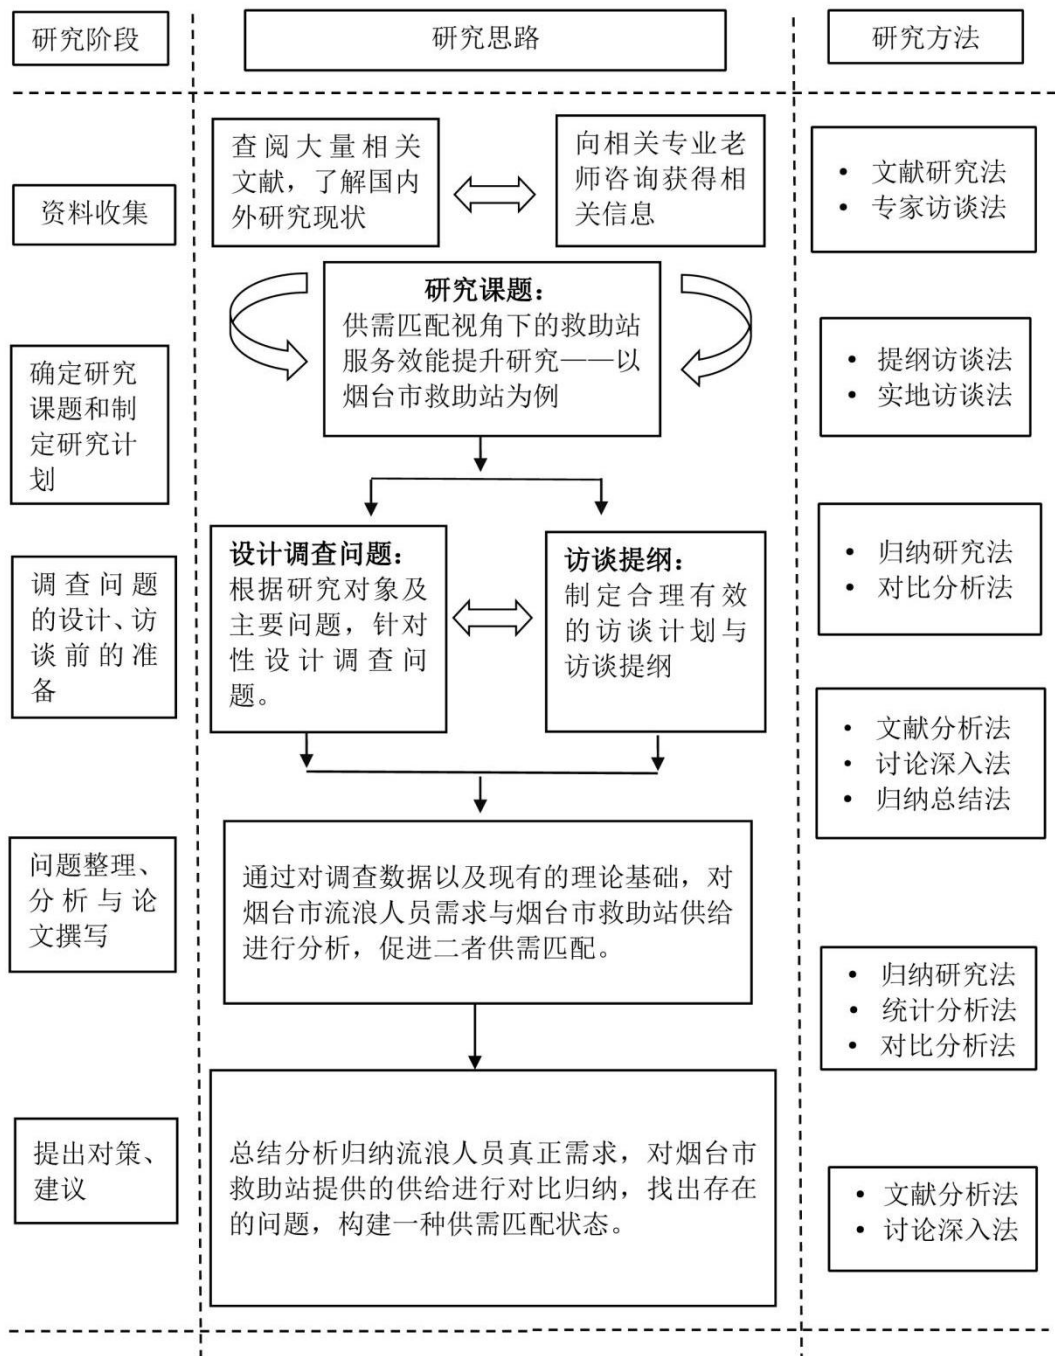 研究阶段
研究思路
研究方法
查阅大量相关
文献，了解国内
外研究现状
向相关专业老
师咨询获得相
关信息
资料收集
• 文献研究法
• 专家访谈法
研究课题：
供需匹配视角下的救助站
服务效能提升研究——以
烟台市救助站为例
确定研究
课题和制
定研究计
划
• 提纲访谈法
• 实地访谈法
设计调查问题：
根据研究对象及
主要问题，针对
性设计调查问
题。
访谈提纲：
制定合理有效
的访谈计划与
访谈提纲
调查问题
的设计、访
谈前的准
备
• 归纳研究法
• 对比分析法
• 文献分析法
• 讨论深入法
• 归纳总结法
问题整理、
分析与论
文撰写
通过对调查数据以及现有的理论基础，对
烟台市流浪人员需求与烟台市救助站供给
进行分析，促进二者供需匹配。
• 归纳研究法
• 统计分析法
• 对比分析法
提出对策、
建议
总结分析归纳流浪人员真正需求，对烟台市
救助站提供的供给进行对比归纳，找出存在
的问题，构建一种供需匹配状态。
• 文献分析法
• 讨论深入法